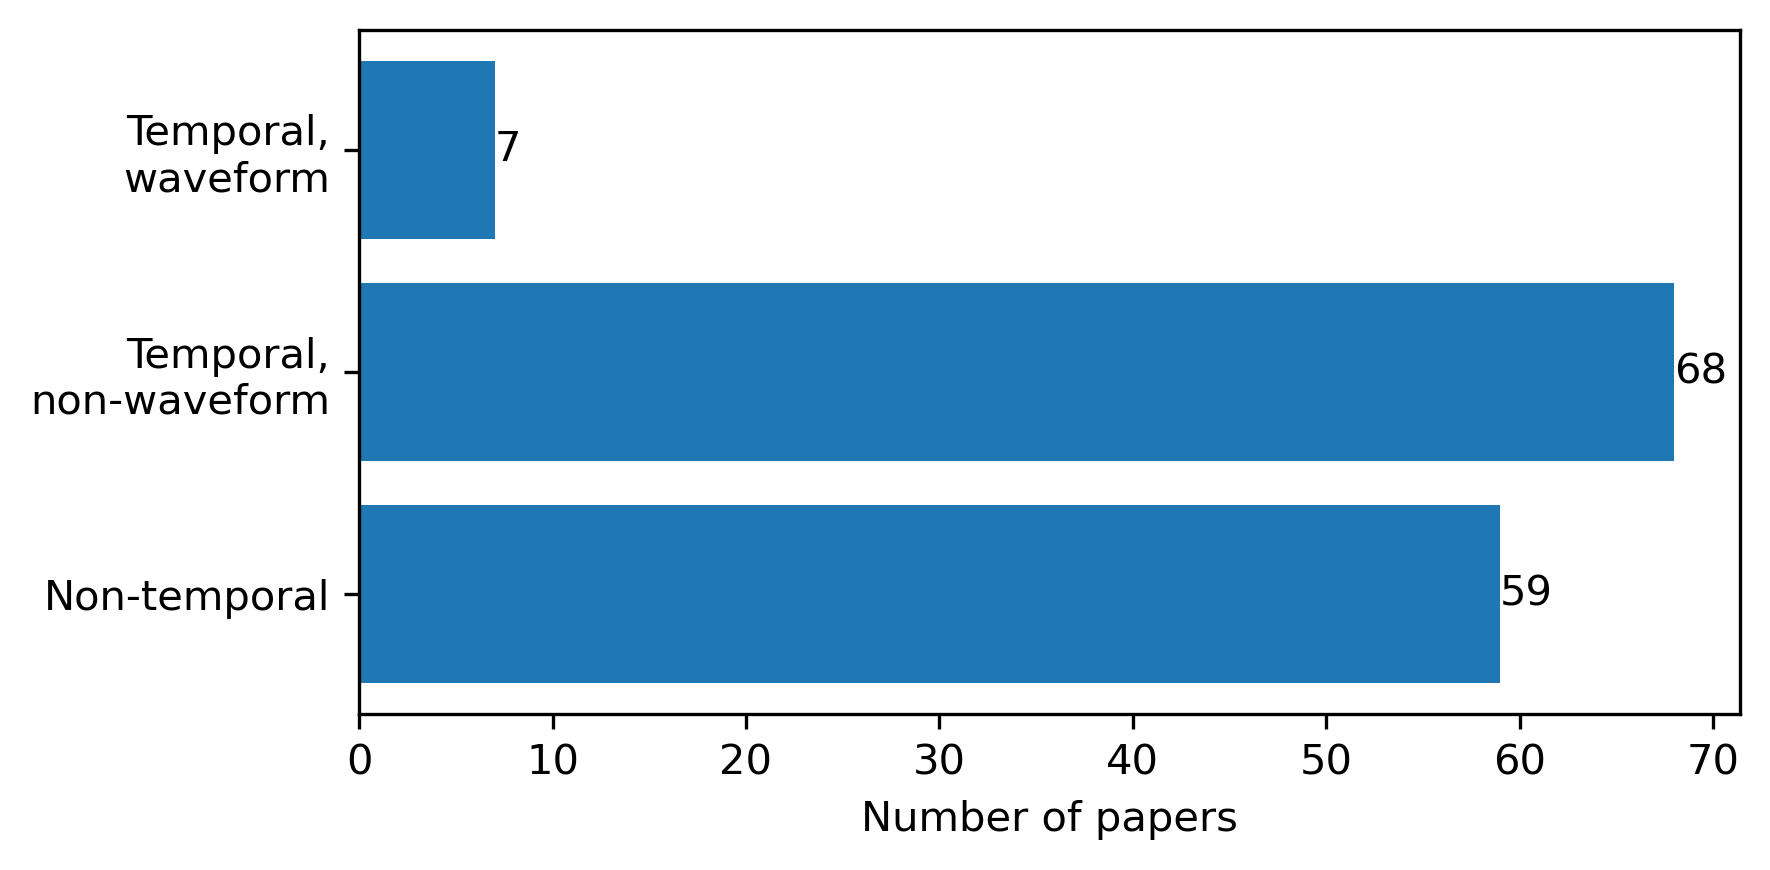 Temporal,
waveform
7
Temporal,
non-waveform
68
Non-temporal
59
0 10 20 30 40 50 60 70
Number of papers